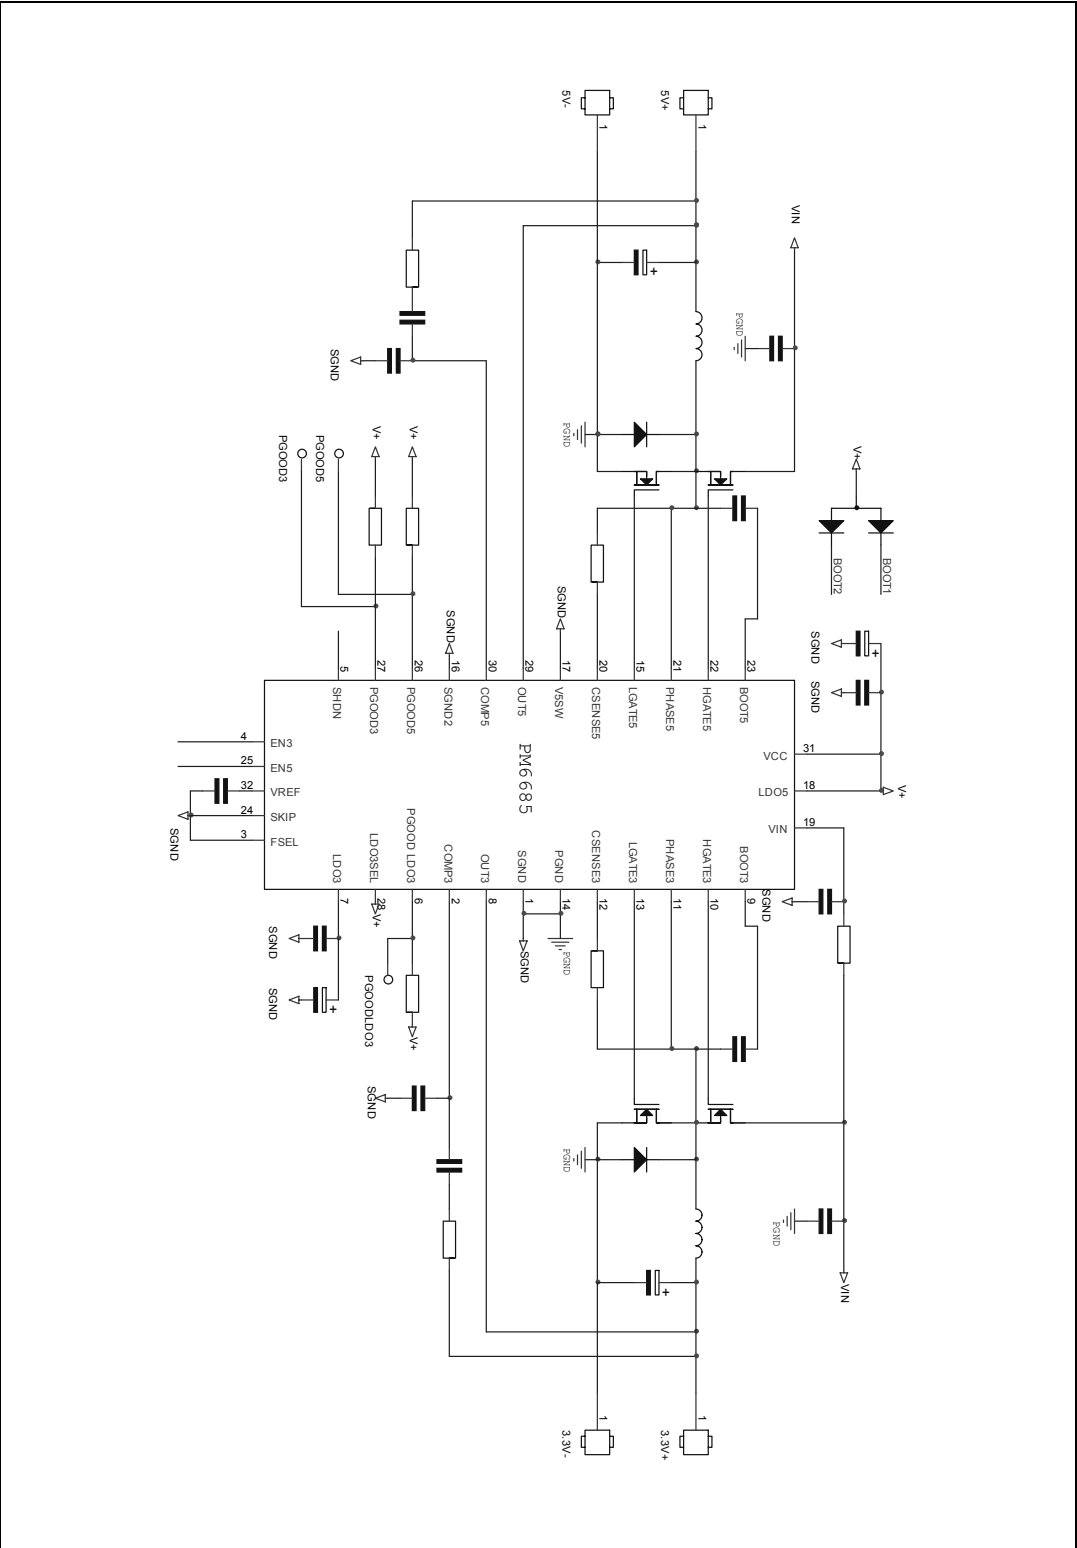 5V-
5V+
1
1
VIN
PGND
SGND
PGND
V+
V+
V+
PGOOD3
PGOOD5
BOOT2
BOOT1
SGND
SGND
SGND
SGND
5
27
26
16
30
29
17
20
15
21
22
23
SHDN
PGOOD3
PGOOD5
SGND2
COMP5
OUT5
V5SW
CSENSE5
LGATE5
PHASE5
HGATE5
BOOT5
4
EN3
25
EN5
32
VREF
24
SKIP
3
FSEL
SGND
PM6685
VCC
31
LDO5
18
V+
VIN
19
LDO3
LDO3SEL
PGOOD LDO3
COMP3
OUT3
SGND
PGND
CSENSE3
LGATE3
PHASE3
HGATE3
BOOT3
7
28
6
2
8
1
14
12
13
11
10
9
SGND
V+
SGND
SGND
PGOODLDO3
V+
SGND
PGND
SGND
PGND
PGND
VIN
1
1
3.3V-
3.3V+